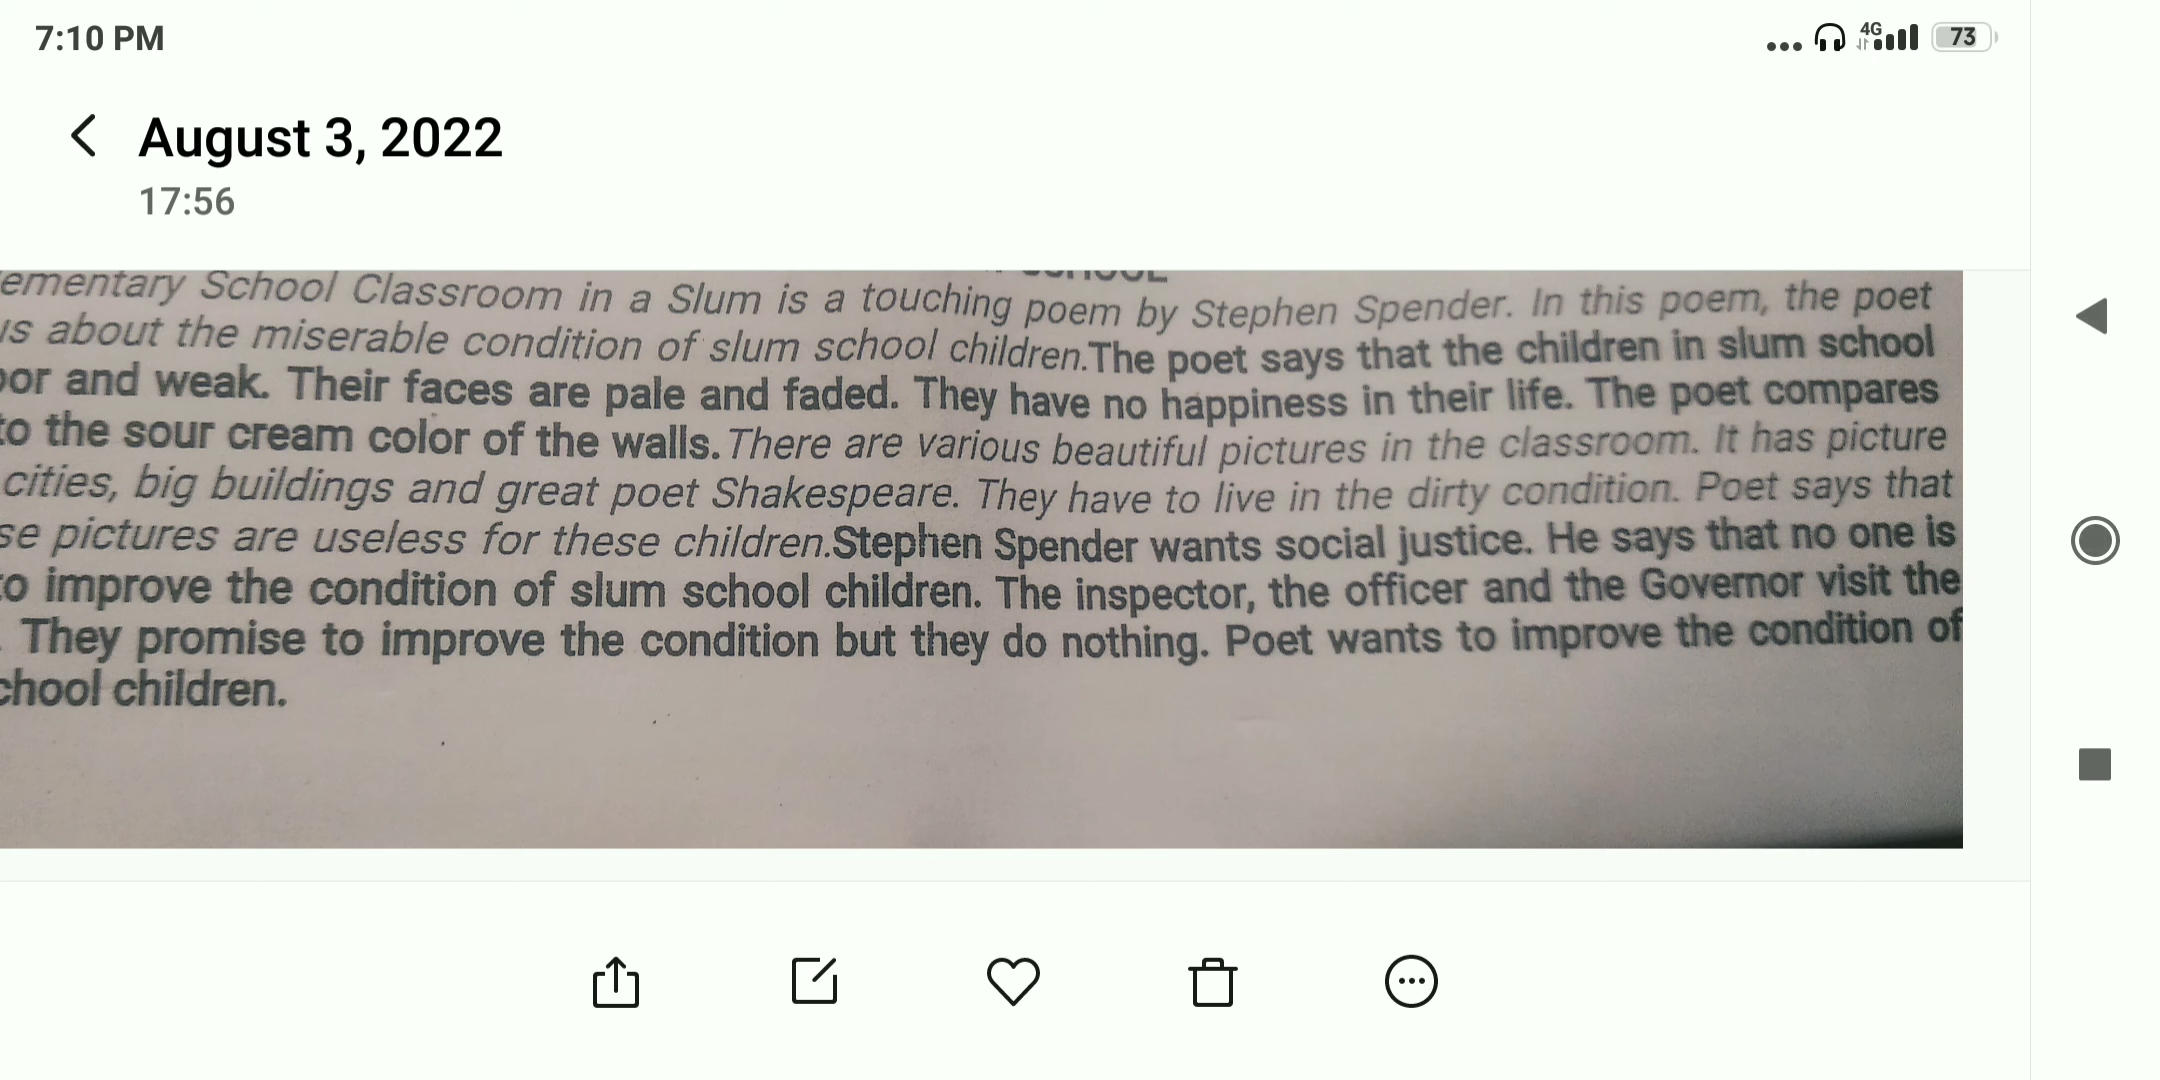 7:10 PM
4G
73
August 3, 2022
17:56
School Classroom in a Slum is a touching poem by Stephen Spender. In this poem, the poet
about the miserable condition of slum school children.The poet says that the children in slum school
and weak. Their faces are pale and faded. They have no happiness in their life. The poet compares
the sour cream color of the walls. There are various beautiful pictures in the classroom. It has picture
cities, big buildings and great poet Shakespeare. They have to live in the dirty condition. Poet says that
pictures are useless for these children.Stephen Spender wants social justice. He says that no one is
improve the condition of slum school children. The inspector, the officer and the Governor visit the
They promise to improve the condition but they do nothing. Poet wants to improve the condition of
children.